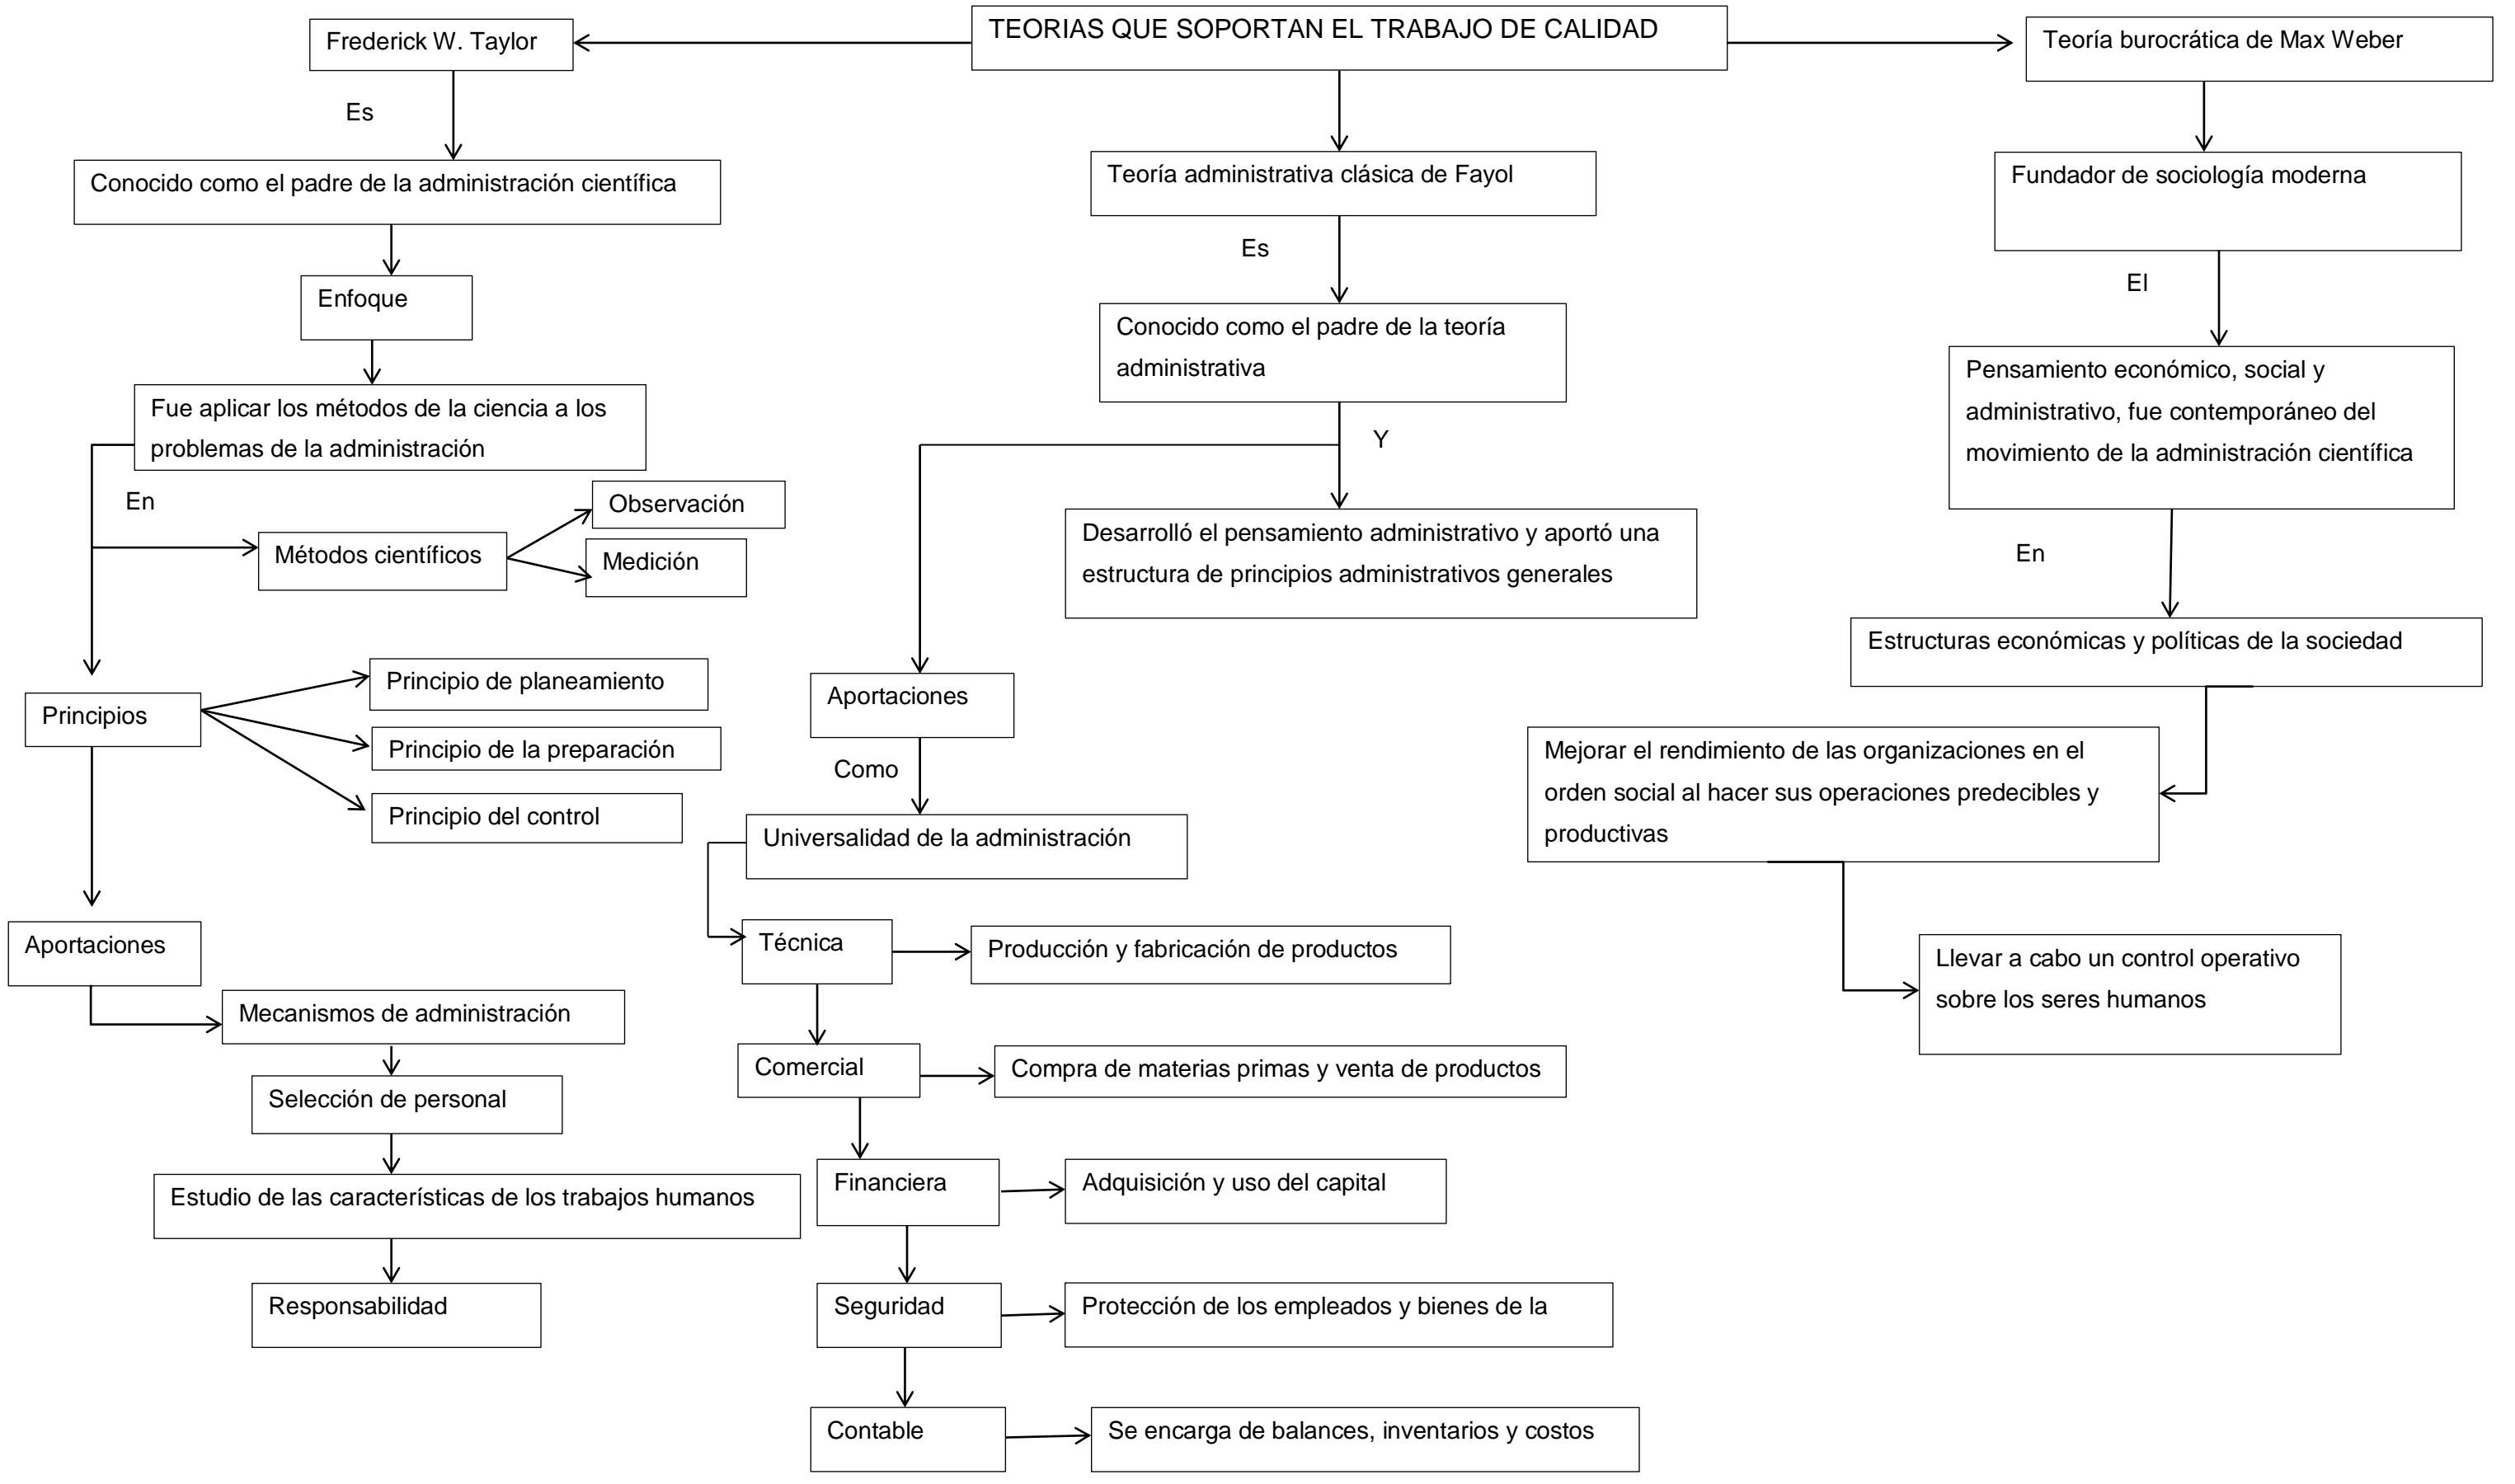 TEORIAS QUE SOPORTAN EL TRABAJO DE CALIDAD
Frederick W. Taylor
Es
Conocido como el padre de la administración científica
Enfoque
Fue aplicar los métodos de la ciencia a los
problemas de la administración
En
Métodos científicos
Observación
Medición
Principios
Principio de planeamiento
Principio de la preparación
Principio del control
Aportaciones
Mecanismos de administración
Selección de personal
Estudio de las características de los trabajos humanos
Responsabilidad
Teoría administrativa clásica de Fayol
Es
Conocido como el padre de la teoría
administrativa
Y
Desarrolló el pensamiento administrativo y aportó una
estructura de principios administrativos generales
Aportaciones
Como
Universalidad de la administración
Técnica
Producción y fabricación de productos
Comercial
Compra de materias primas y venta de productos
Financiera
Adquisición y uso del capital
Seguridad
Protección de los empleados y bienes de la
Contable
Se encarga de balances, inventarios y costos
Teoría burocrática de Max Weber
Fundador de sociología moderna
El
Pensamiento económico, social y
administrativo, fue contemporáneo del
movimiento de la administración científica
En
Estructuras económicas y políticas de la sociedad
Mejorar el rendimiento de las organizaciones en el
orden social al hacer sus operaciones predecibles y
productivas
Llevar a cabo un control operativo
sobre los seres humanos